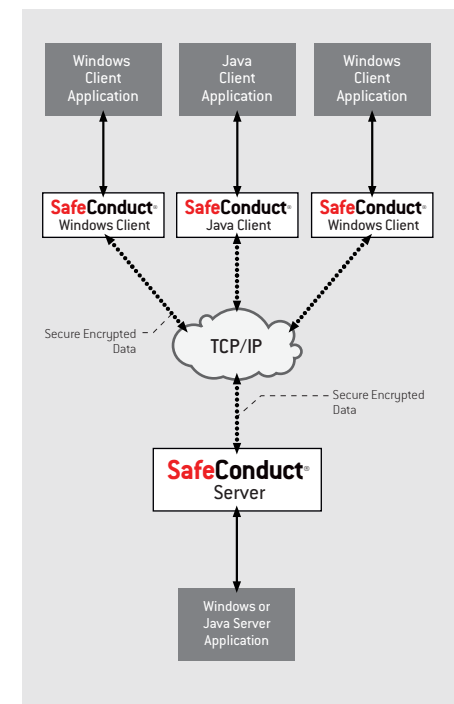 Windows
Client
Application
Java
Client
Application
Windows
Client
Application
SafeConduct®
Windows Client
SafeConduct®
Java Client
SafeConduct®
Windows Client
Secure Encrypted
Data
TCP/IP
Secure Encrypted
Data
SafeConduct®
Server
Windows or
Java Server
Application